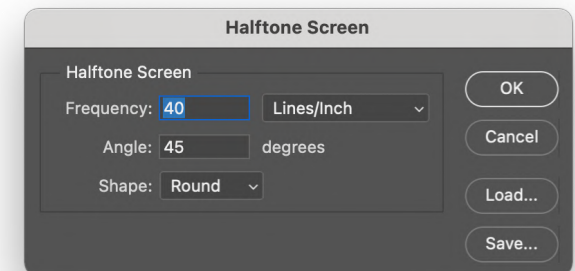 Halftone Screen
Halftone Screen
Frequency: 40 Lines/Inch
Angle: 45 degrees
Shape: Round
OK
Cancel
Load...
Save...